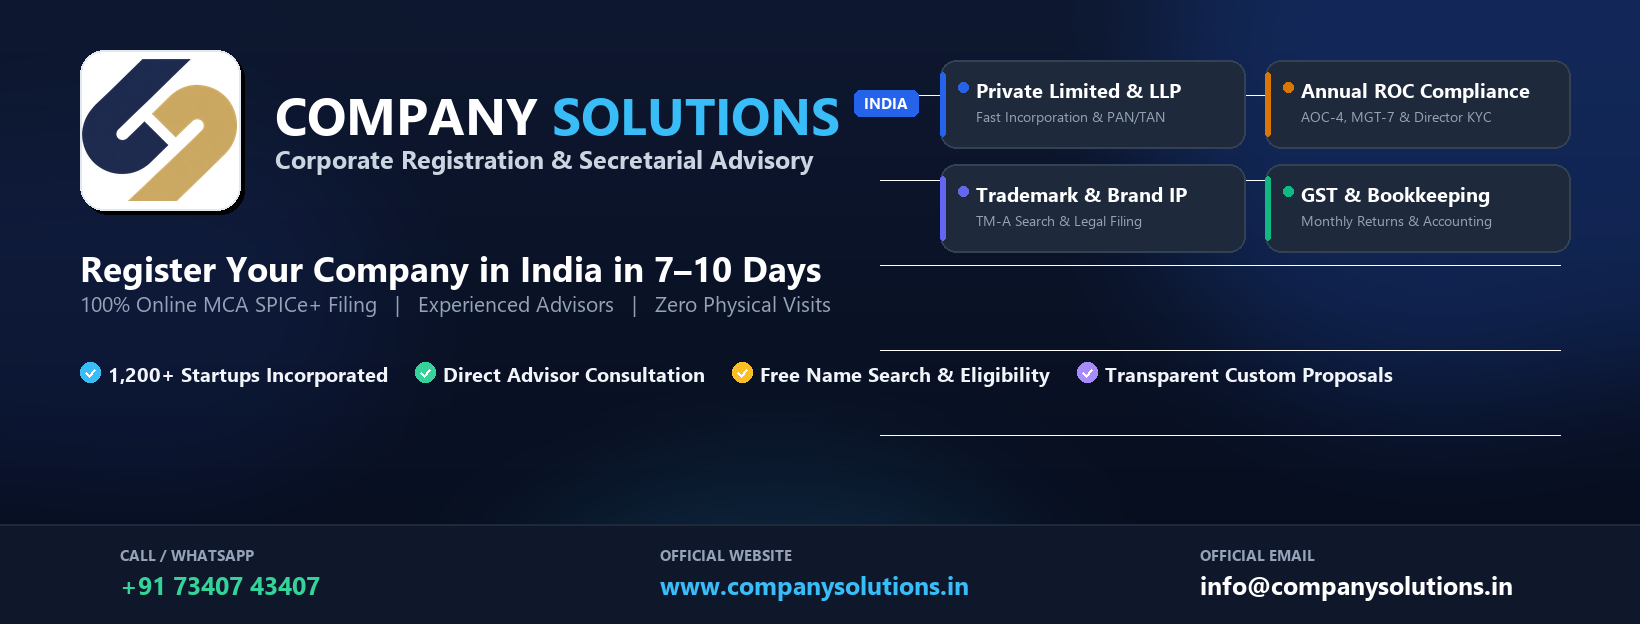 COMPANY SOLUTIONS INDIA
Corporate Registration & Secretarial Advisory
Private Limited & LLP
Fast Incorporation & PAN/TAN
Annual ROC Compliance
AOC-4, MGT-7 & Director KYC
Trademark & Brand IP
TM-A Search & Legal Filing
GST & Bookkeeping
Monthly Returns & Accounting
Register Your Company in India in 7–10 Days
100% Online MCA SPICe+ Filing | Experienced Advisors | Zero Physical Visits
1,200+ Startups Incorporated
Direct Advisor Consultation
Free Name Search & Eligibility
Transparent Custom Proposals
CALL / WHATSAPP
+91 73407 43407
OFFICIAL WEBSITE
www.companysolutions.in
OFFICIAL EMAIL
info@companysolutions.in